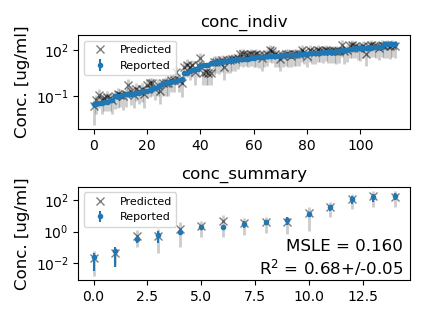 conc_indiv
Conc. [ug/ml]
10^2
10^-1
Predicted
Reported
0 20 40 60 80 100
conc_summary
Conc. [ug/ml]
10^2
10^0
10^-2
Predicted
Reported
MSLE = 0.160
R^2 = 0.68+/-0.05
0.0 2.5 5.0 7.5 10.0 12.5